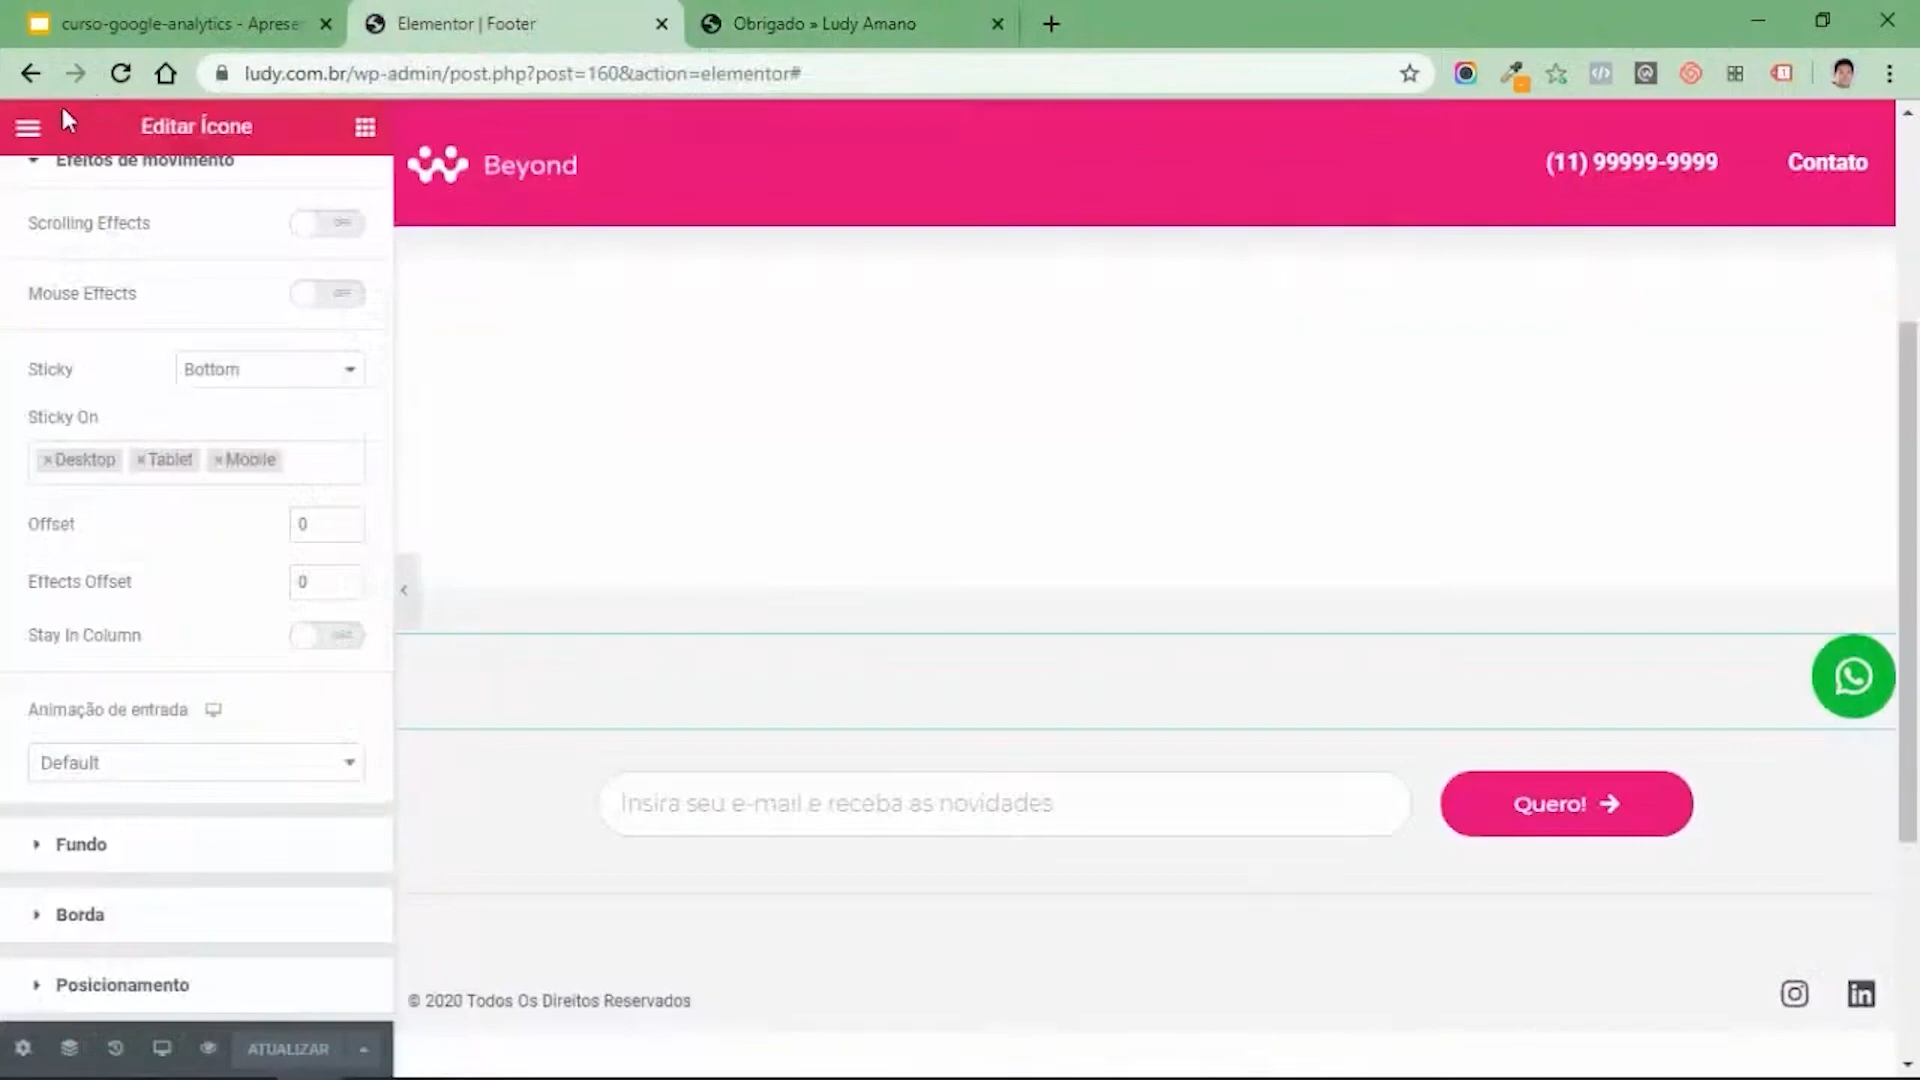 curso-google-analytics - Aprese
Elementor | Footer
Obrigado » Ludy Amano
ludy.com.br/wp-admin/post.php?post=160&action=elementor#
Editar Ícone
Beyond
(11) 99999-9999
Contato
Efeitos de movimento
Scrolling Effects
OFF
Mouse Effects
OFF
Sticky
Bottom
Sticky On
×Desktop ×Tablet ×Mobile
Offset
0
Effects Offset
0
Stay In Column
Animação de entrada
Default
Insira seu e-mail e receba as novidades
Quero!
Fundo
Borda
Posicionamento
© 2020 Todos Os Direitos Reservados
ATUALIZAR